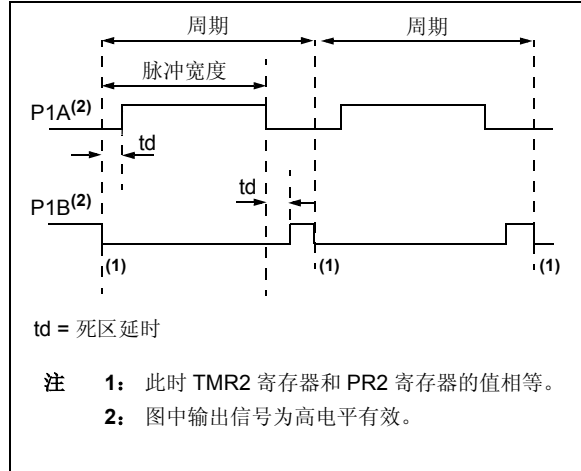 周期 周期
脉冲宽度
P1A(2)
td
td
P1B(2)
(1) (1) (1)
td = 死区延时
注 1： 此时 TMR2 寄存器和 PR2 寄存器的值相等。
2： 图中输出信号为高电平有效。